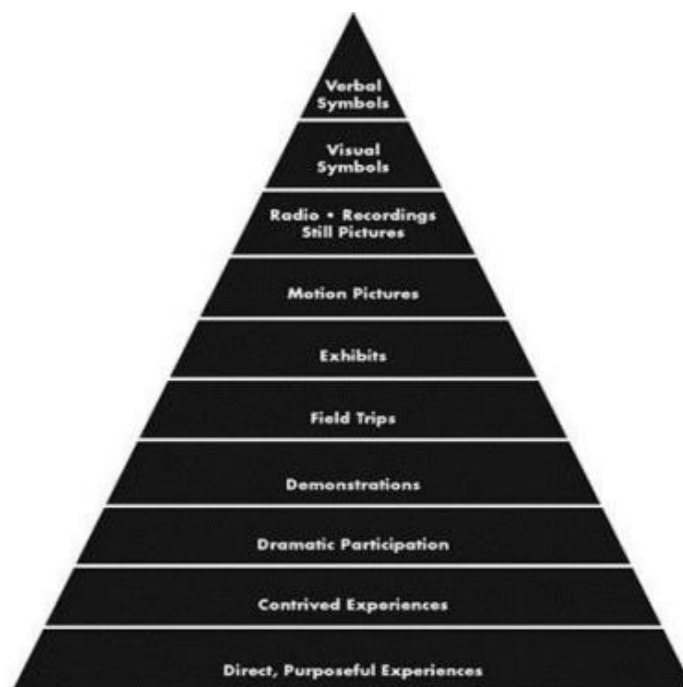 Verbal
Symbols
Visual
Symbols
Radio • Recordings
Still Pictures
Motion Pictures
Exhibits
Field Trips
Demonstrations
Dramatic Participation
Contrived Experiences
Direct, Purposeful Experiences